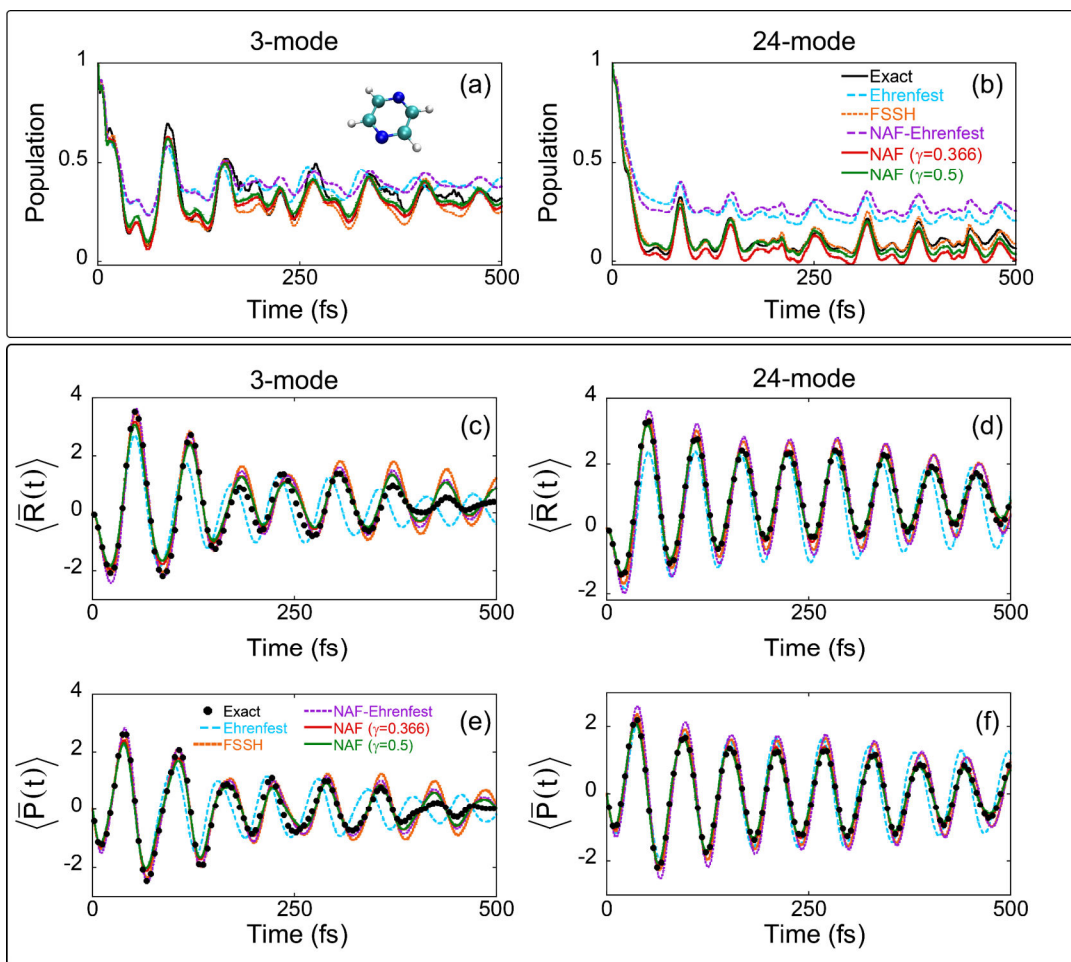 3-mode
24-mode
1
0.5
0
Population
(a)
0
250
500
Time (fs)
1
0.5
0
Population
(b)
Exact
Ehrenfest
FSSH
NAF-Ehrenfest
NAF (γ=0.366)
NAF (γ=0.5)
0
250
500
Time (fs)
3-mode
24-mode
4
2
0
-2
⟨R̄(t)⟩
(c)
0
250
500
Time (fs)
4
2
0
-2
⟨R̄(t)⟩
(d)
0
250
500
Time (fs)
4
2
0
-2
⟨P̄(t)⟩
Exact
Ehrenfest
FSSH
NAF-Ehrenfest
NAF (γ=0.366)
NAF (γ=0.5)
(e)
0
250
500
Time (fs)
2
0
-2
⟨P̄(t)⟩
(f)
0
250
500
Time (fs)